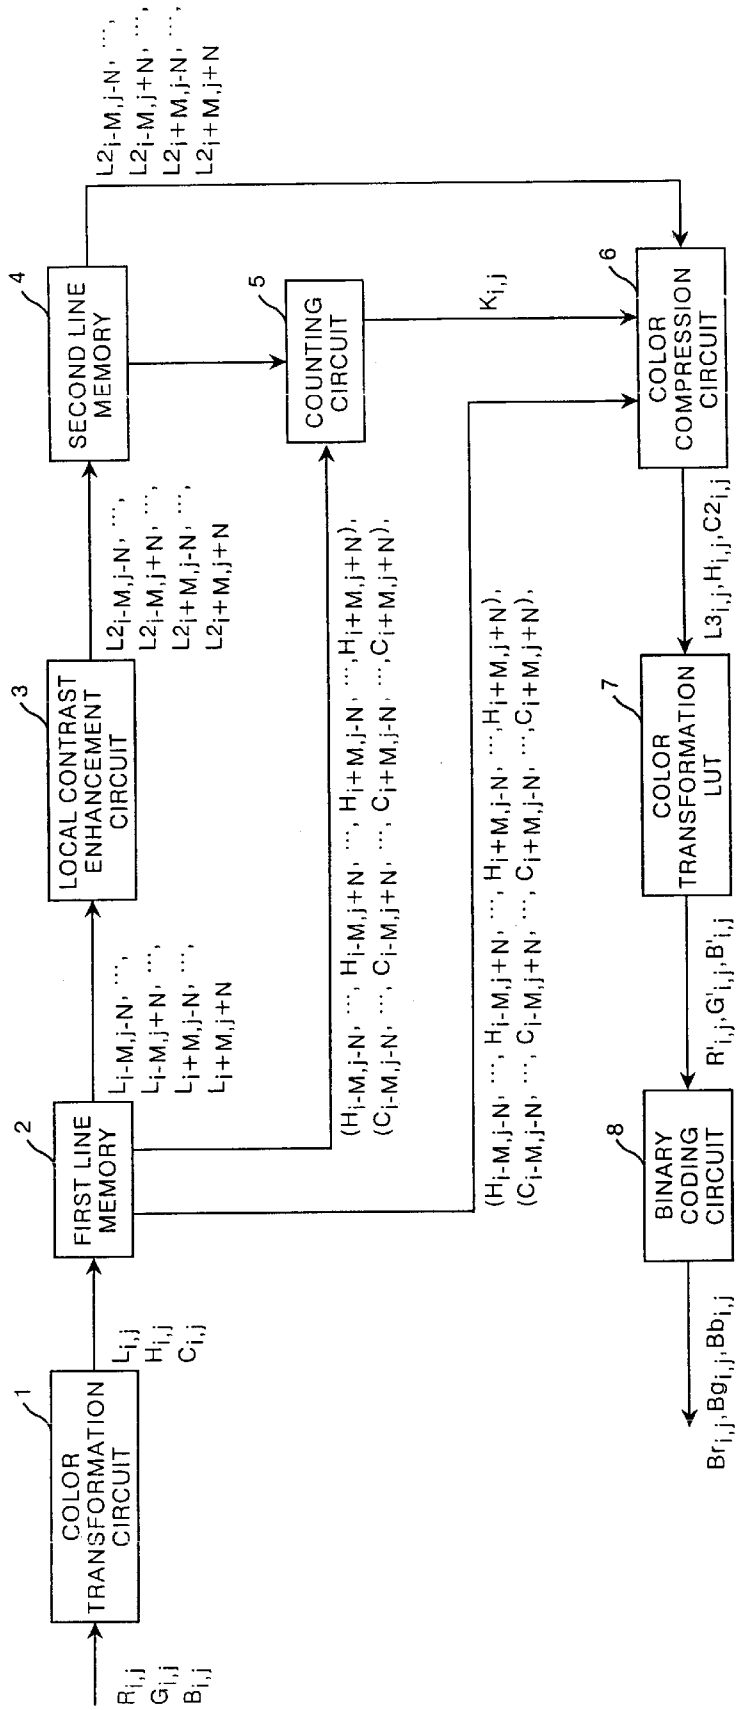 R i,j
G i,j
B i,j
1
COLOR
TRANSFORMATION
CIRCUIT
L i,j
H i,j
C i,j
2
FIRST LINE
MEMORY
L i-M,j-N, ...,
L i-M,j+N, ...,
L i+M,j-N, ...,
L i+M,j+N
3
LOCAL CONTRAST
ENHANCEMENT
CIRCUIT
L2 i-M,j-N, ...,
L2 i-M,j+N, ...,
L2 i+M,j-N, ...,
L2 i+M,j+N
4
SECOND LINE
MEMORY
L2 i-M,j-N, ...,
L2 i-M,j+N, ...,
L2 i+M,j-N, ...,
L2 i+M,j+N
(H i-M,j-N, ..., H i-M,j+N, ..., H i+M,j-N, ..., H i+M,j+N),
(C i-M,j-N, ..., C i-M,j+N, ..., C i+M,j-N, ..., C i+M,j+N),
5
COUNTING
CIRCUIT
K i,j
(H i-M,j-N, ..., H i-M,j+N, ..., H i+M,j-N, ..., H i+M,j+N),
(C i-M,j-N, ..., C i-M,j+N, ..., C i+M,j-N, ..., C i+M,j+N),
6
COLOR
COMPRESSION
CIRCUIT
L3 i,j, H i,j, C2 i,j
7
COLOR
TRANSFORMATION
LUT
R' i,j, G' i,j, B' i,j
8
BINARY
CODING
CIRCUIT
Br i,j, Bg i,j, Bb i,j